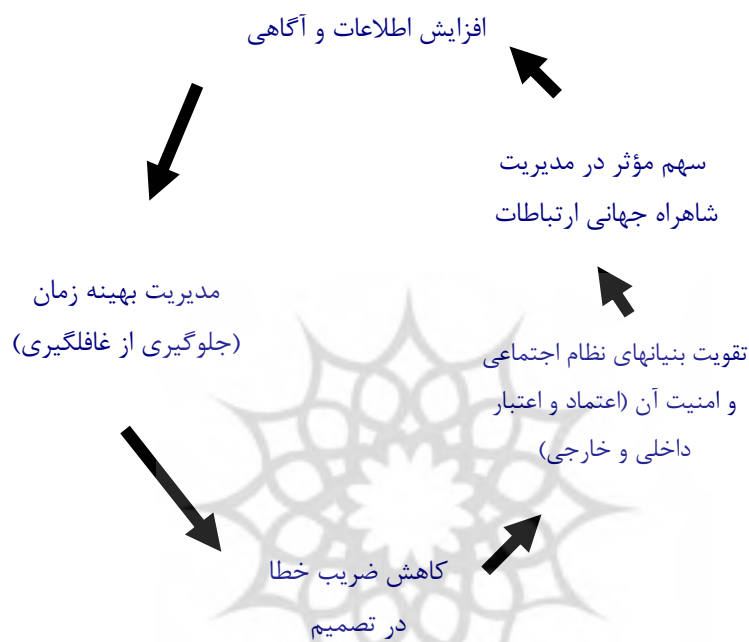 افزایش اطلاعات و آگاهی
سهم مؤثر در مدیریت
شاهراه جهانی ارتباطات
مدیریت بهینه زمان
(جلوگیری از غافلگیری)
تقویت بنیانهای نظام اجتماعی
و امنیت آن (اعتماد و اعتبار
داخلی و خارجی)
کاهش ضریب خطا
در تصمیم